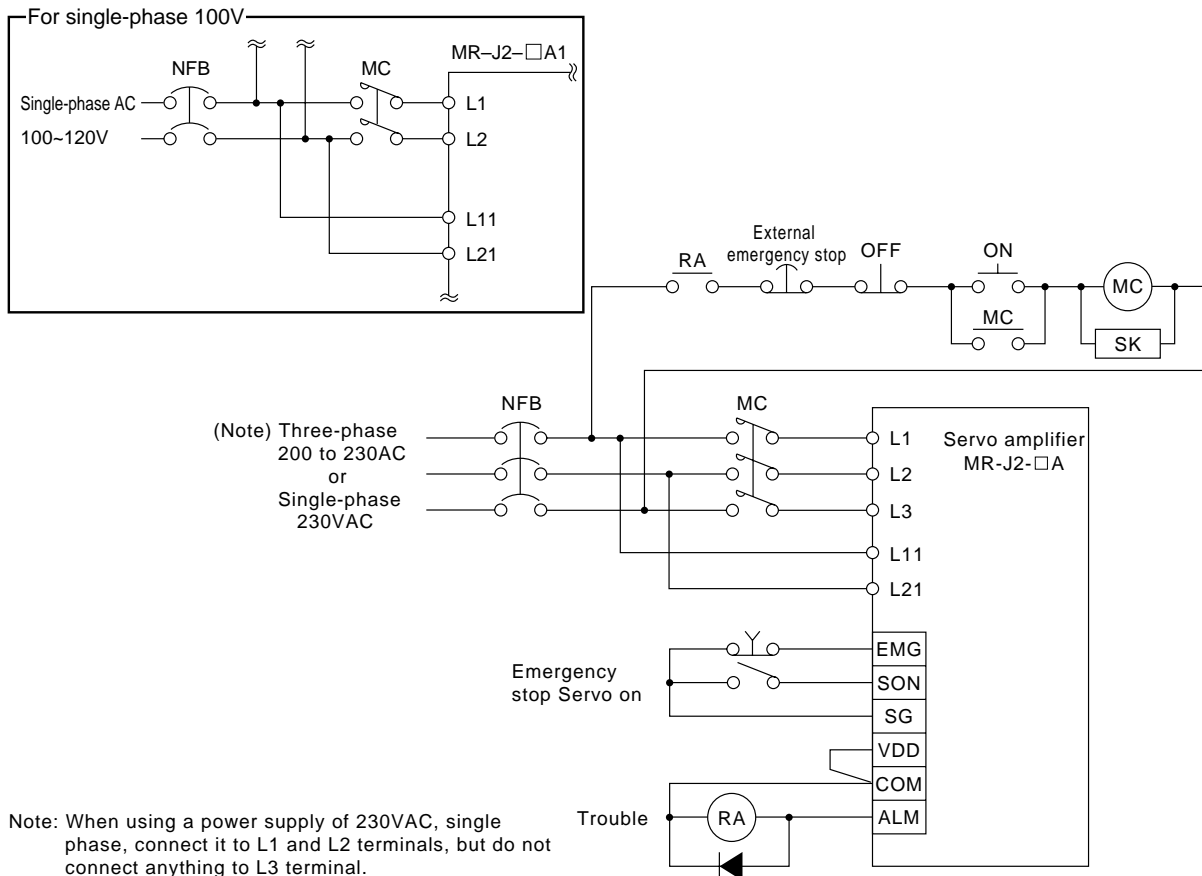 For single-phase 100V
MR–J2–□A1
NFB
MC
Single-phase AC
100~120V
L1
L2
L11
L21
RA
External
emergency stop
OFF
ON
MC
MC
SK
NFB
MC
(Note) Three-phase
200 to 230AC
or
Single-phase
230VAC
L1
L2
L3
L11
L21
Servo amplifier
MR-J2-□A
Emergency
stop Servo on
EMG
SON
SG
VDD
COM
ALM
Trouble
RA
Note: When using a power supply of 230VAC, single
phase, connect it to L1 and L2 terminals, but do not
connect anything to L3 terminal.